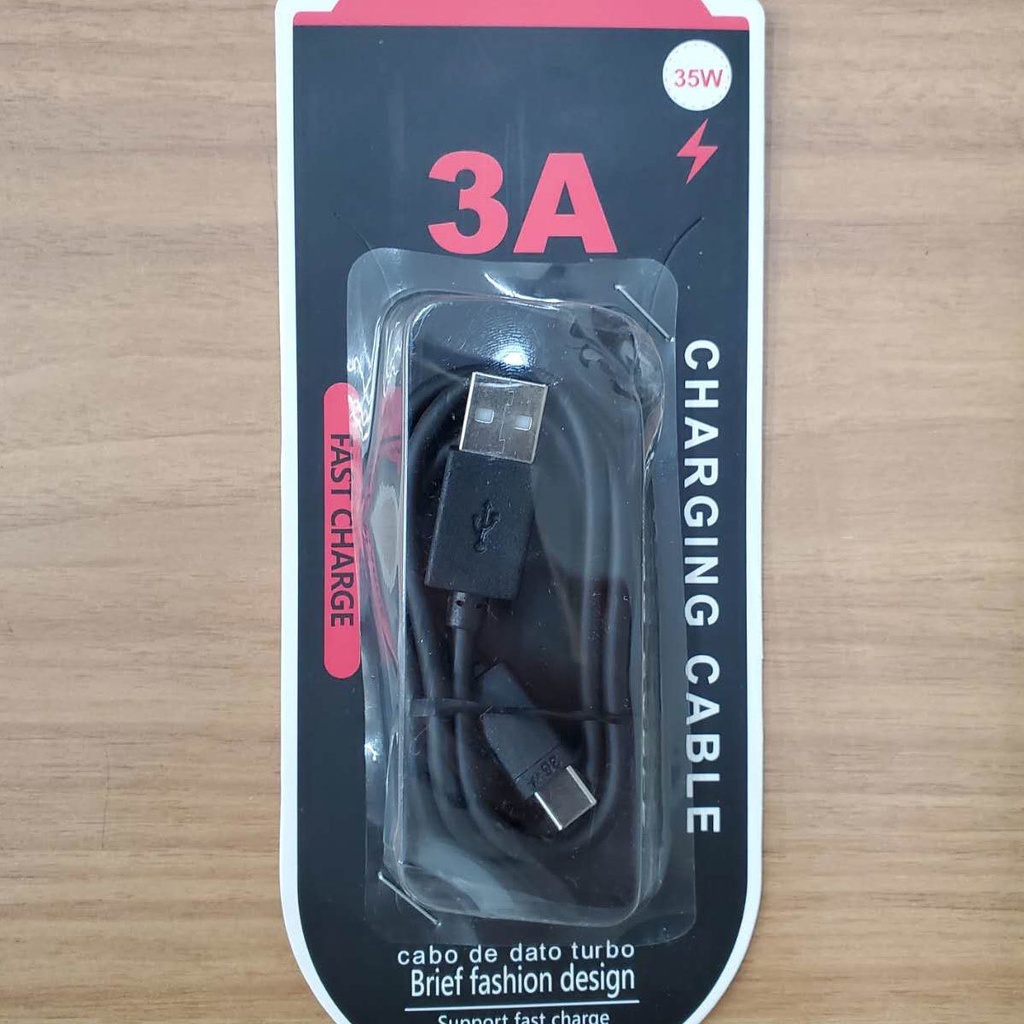 35W
3A
CHARGING CABLE
FAST CHARGE
cabo de dato turbo
Brief fashion design
Support fast charge